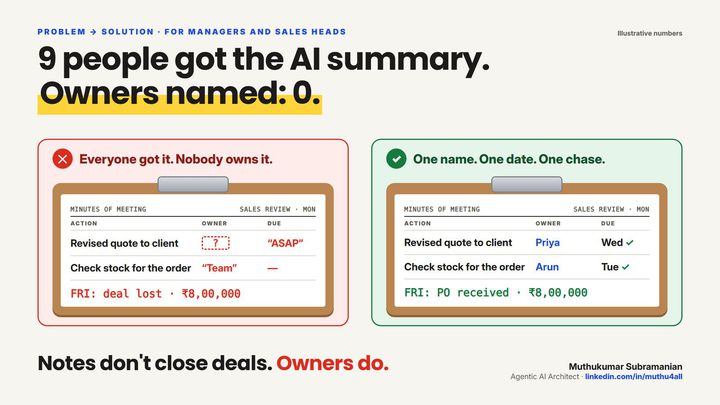 PROBLEM → SOLUTION · FOR MANAGERS AND SALES HEADS
Illustrative numbers
9 people got the AI summary.
Owners named: 0.
Everyone got it. Nobody owns it.
MINUTES OF MEETING SALES REVIEW · MON
ACTION OWNER DUE
Revised quote to client ? “ASAP”
Check stock for the order “Team” —
FRI: deal lost · ₹8,00,000
One name. One date. One chase.
MINUTES OF MEETING SALES REVIEW · MON
ACTION OWNER DUE
Revised quote to client Priya Wed ✓
Check stock for the order Arun Tue ✓
FRI: PO received · ₹8,00,000
Notes don't close deals. Owners do.
Muthukumar Subramanian
Agentic AI Architect · linkedin.com/in/muthu4all